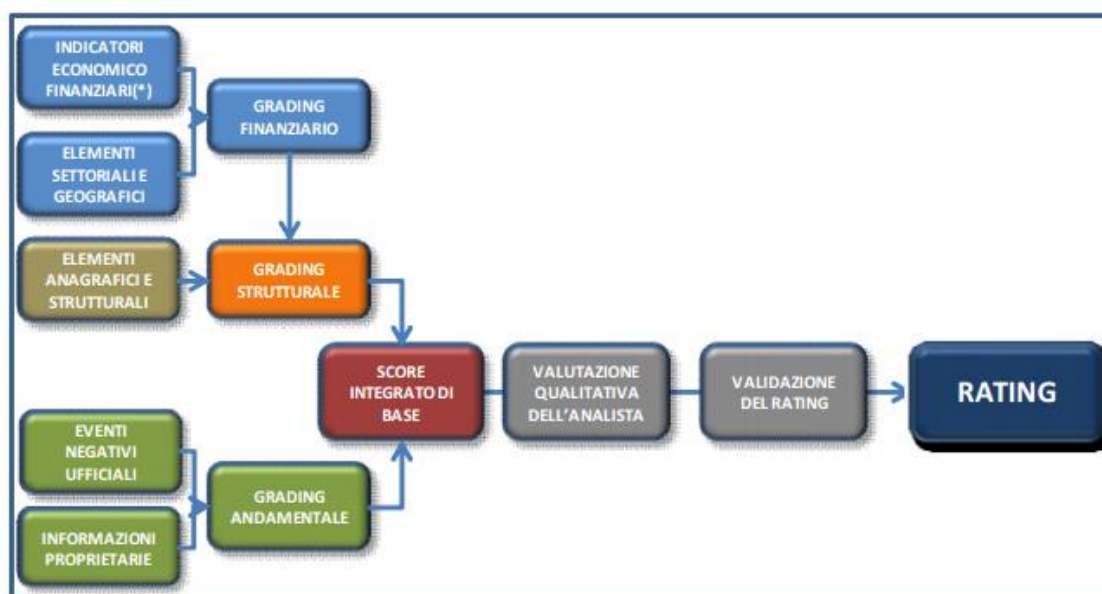 INDICATORI
ECONOMICO
FINANZIARI(*)
GRADING
FINANZIARIO
ELEMENTI
SETTORIALI E
GEOGRAFICI
ELEMENTI
ANAGRAFICI E
STRUTTURALI
GRADING
STRUTTURALE
SCORE
INTEGRATO DI
BASE
VALUTAZIONE
QUALITATIVA
DELL'ANALISTA
VALIDAZIONE
DEL RATING
RATING
EVENTI
NEGATIVI
UFFICIALI
GRADING
ANDAMENTALE
INFORMAZIONI
PROPRIETARIE